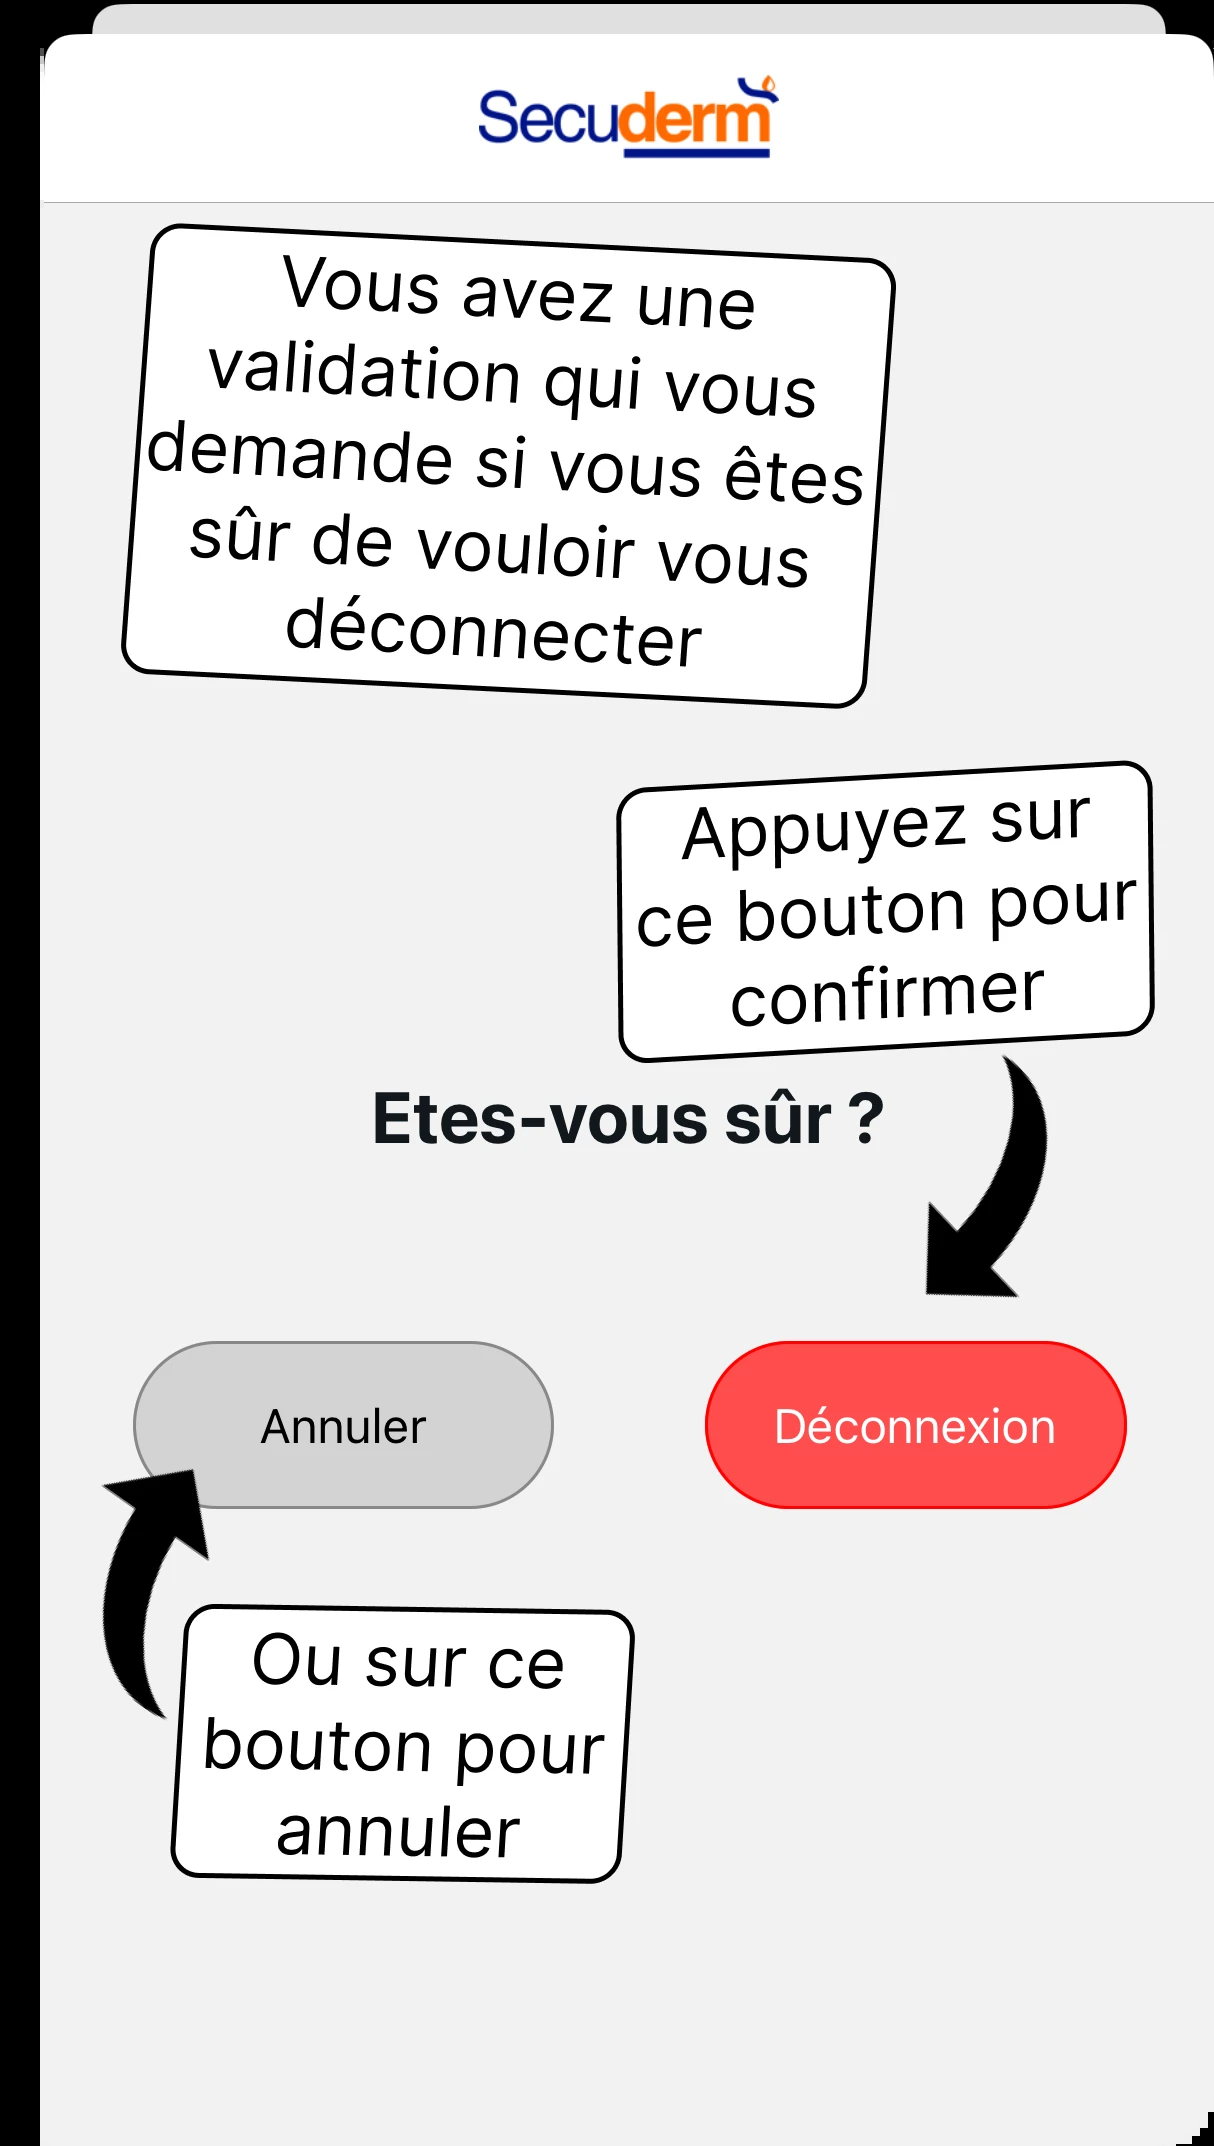 Secuderm
Vous avez une
validation qui vous
demande si vous êtes
sûr de vouloir vous
déconnecter
Appuyez sur
ce bouton pour
confirmer
Etes-vous sûr ?
Annuler
Déconnexion
Ou sur ce
bouton pour
annuler